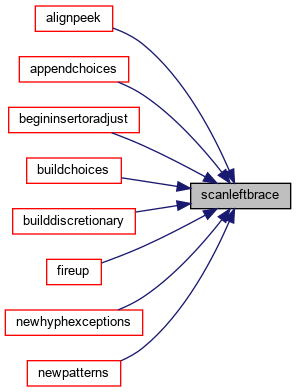 alignpeek
appendchoices
begininsertoradjust
buildchoices
scanleftbrace
builddiscretionary
fireup
newhyphexceptions
newpatterns